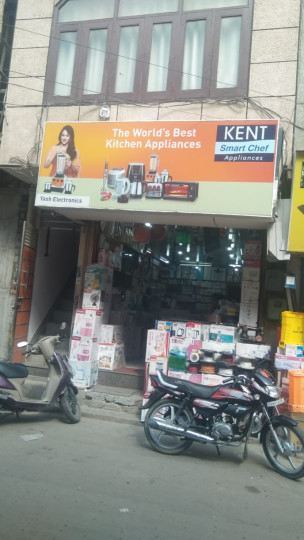 The World's Best
Kitchen Appliances
KENT
Smart Chef
Appliances
Yash Electronics